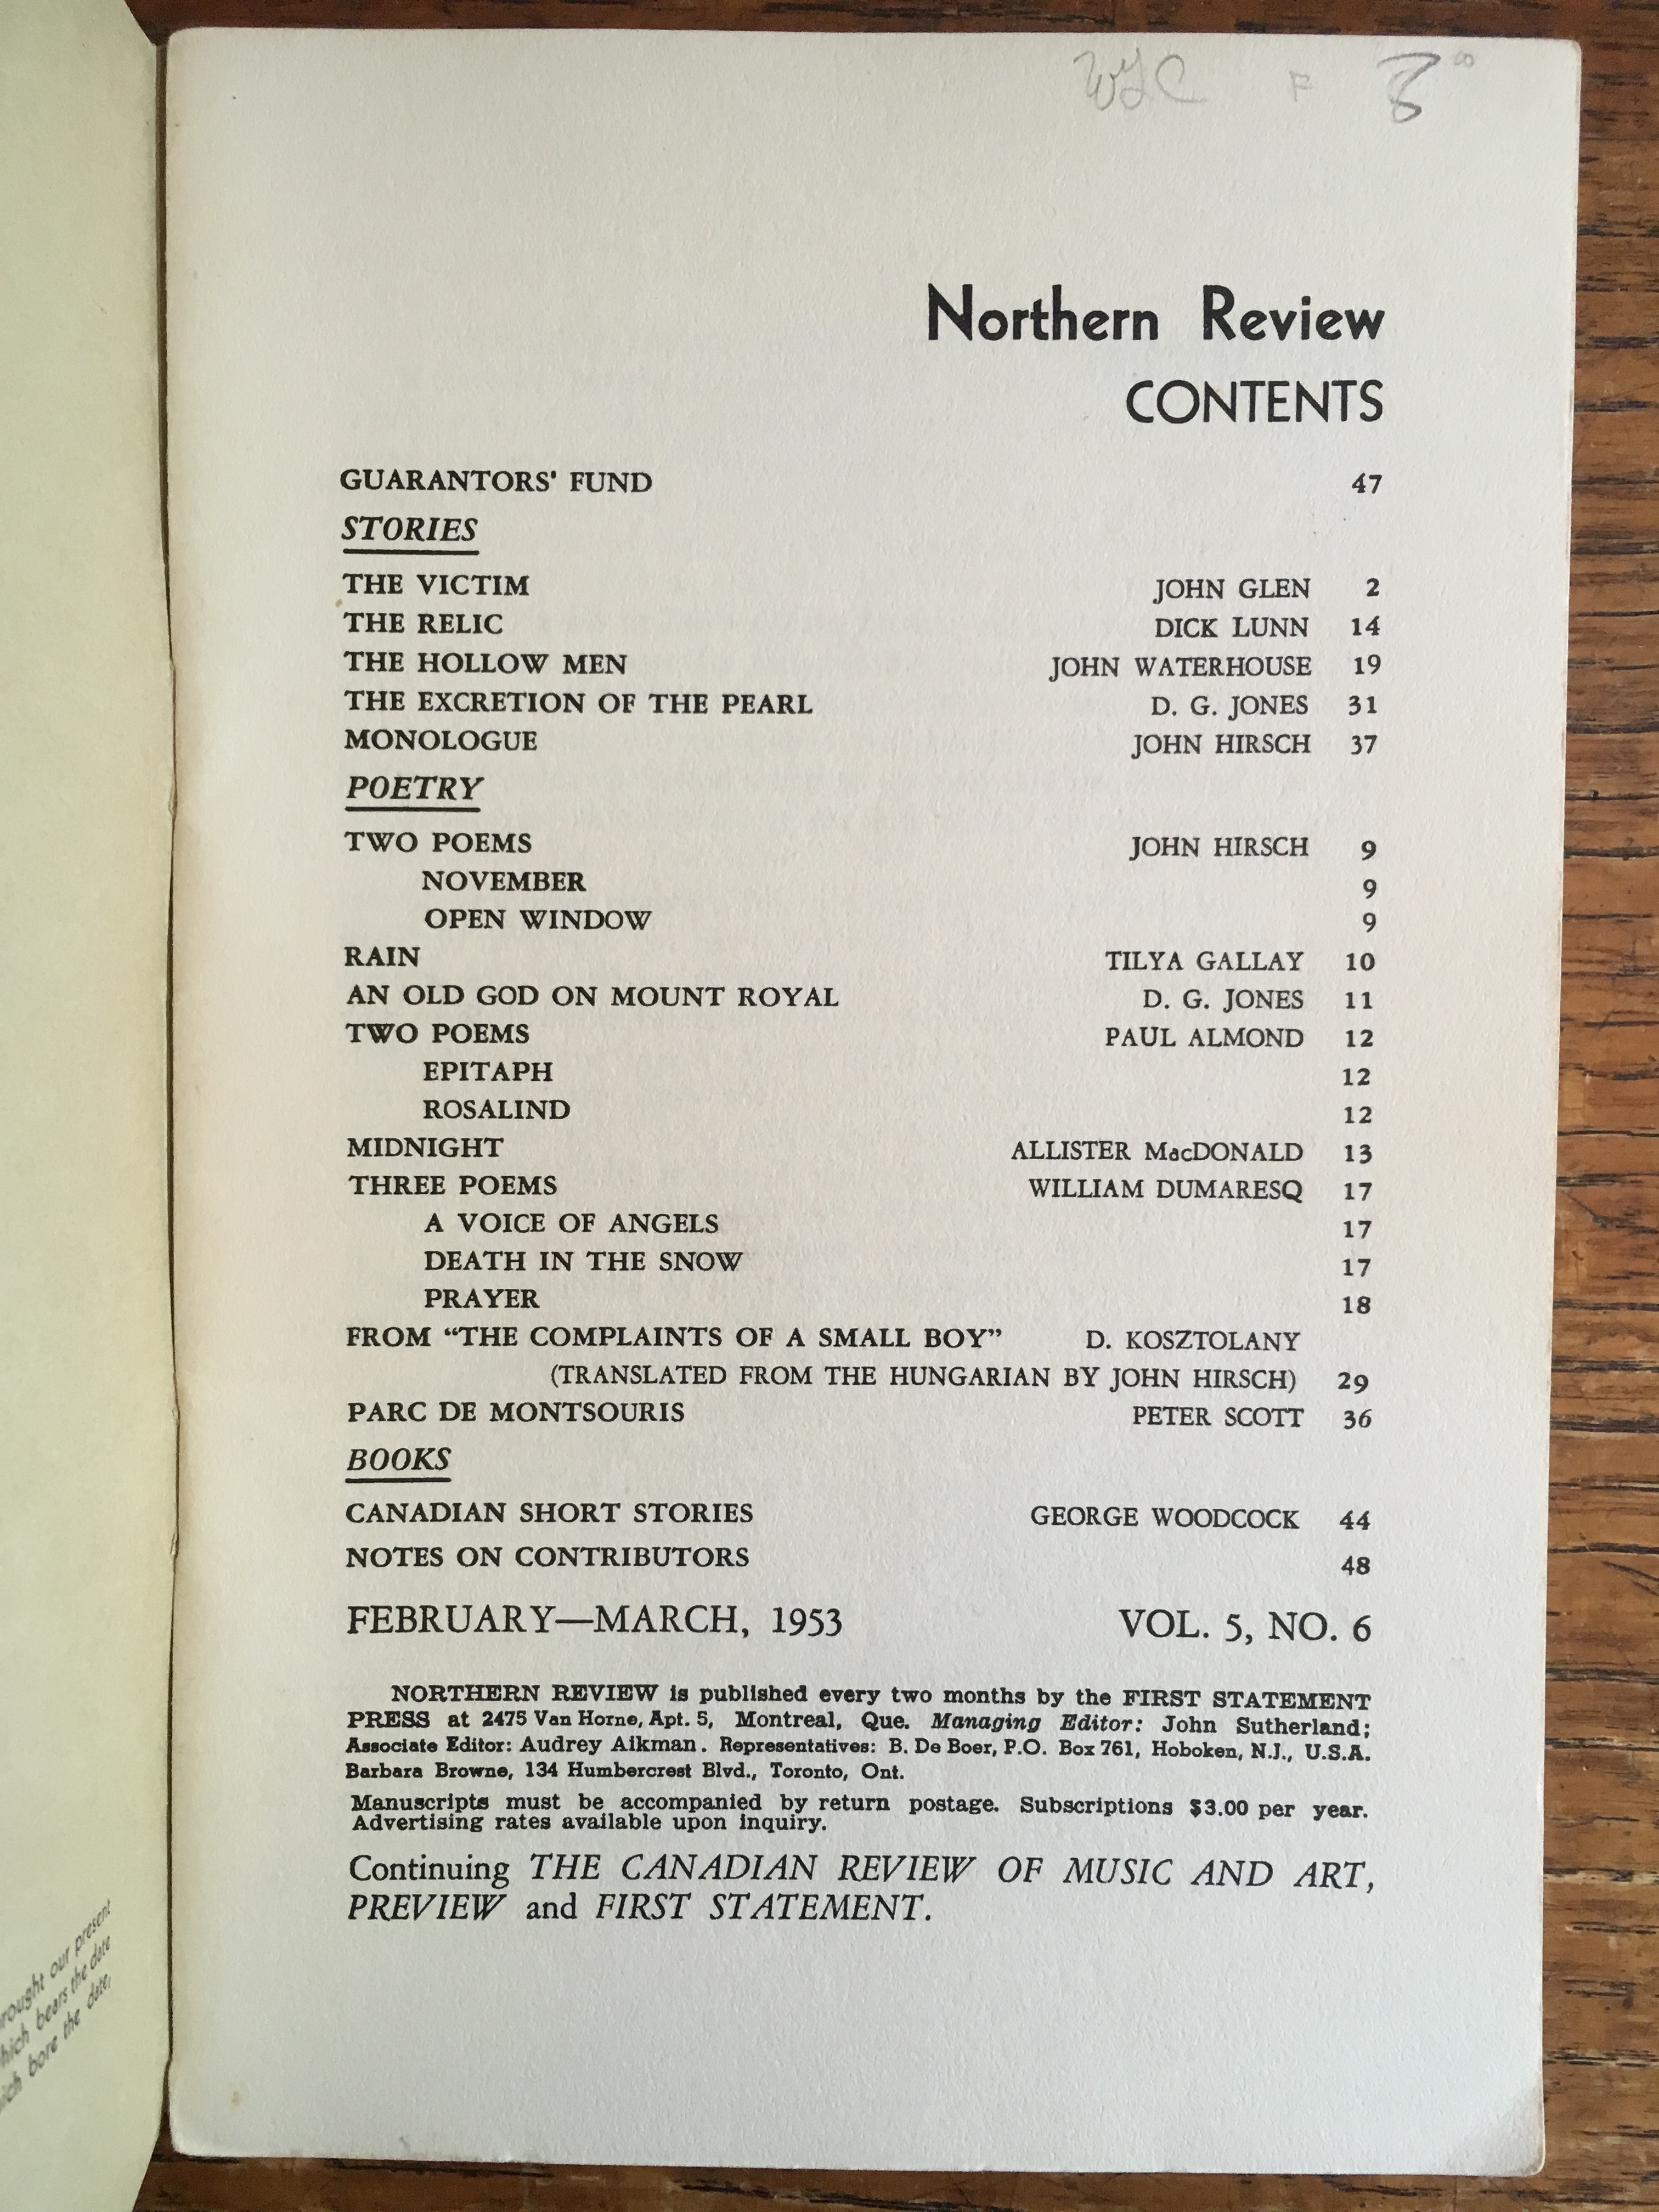 WLC F 8 00
Northern Review
CONTENTS
GUARANTORS' FUND 47
STORIES
THE VICTIM JOHN GLEN 2
THE RELIC DICK LUNN 14
THE HOLLOW MEN JOHN WATERHOUSE 19
THE EXCRETION OF THE PEARL D. G. JONES 31
MONOLOGUE JOHN HIRSCH 37
POETRY
TWO POEMS JOHN HIRSCH 9
NOVEMBER 9
OPEN WINDOW 9
RAIN TILYA GALLAY 10
AN OLD GOD ON MOUNT ROYAL D. G. JONES 11
TWO POEMS PAUL ALMOND 12
EPITAPH 12
ROSALIND 12
MIDNIGHT ALLISTER MacDONALD 13
THREE POEMS WILLIAM DUMARESQ 17
A VOICE OF ANGELS 17
DEATH IN THE SNOW 17
PRAYER 18
FROM “THE COMPLAINTS OF A SMALL BOY” D. KOSZTOLANY
(TRANSLATED FROM THE HUNGARIAN BY JOHN HIRSCH) 29
PARC DE MONTSOURIS PETER SCOTT 36
BOOKS
CANADIAN SHORT STORIES GEORGE WOODCOCK 44
NOTES ON CONTRIBUTORS 48
FEBRUARY—MARCH, 1953 VOL. 5, NO. 6
NORTHERN REVIEW is published every two months by the FIRST STATEMENT
PRESS at 2475 Van Horne, Apt. 5, Montreal, Que. Managing Editor: John Sutherland;
Associate Editor: Audrey Aikman. Representatives: B. De Boer, P.O. Box 761, Hoboken, N.J., U.S.A.
Barbara Browne, 134 Humbercrest Blvd., Toronto, Ont.
Manuscripts must be accompanied by return postage. Subscriptions $3.00 per year.
Advertising rates available upon inquiry.
Continuing THE CANADIAN REVIEW OF MUSIC AND ART,
PREVIEW and FIRST STATEMENT.
our present
bears the date
bore the date,